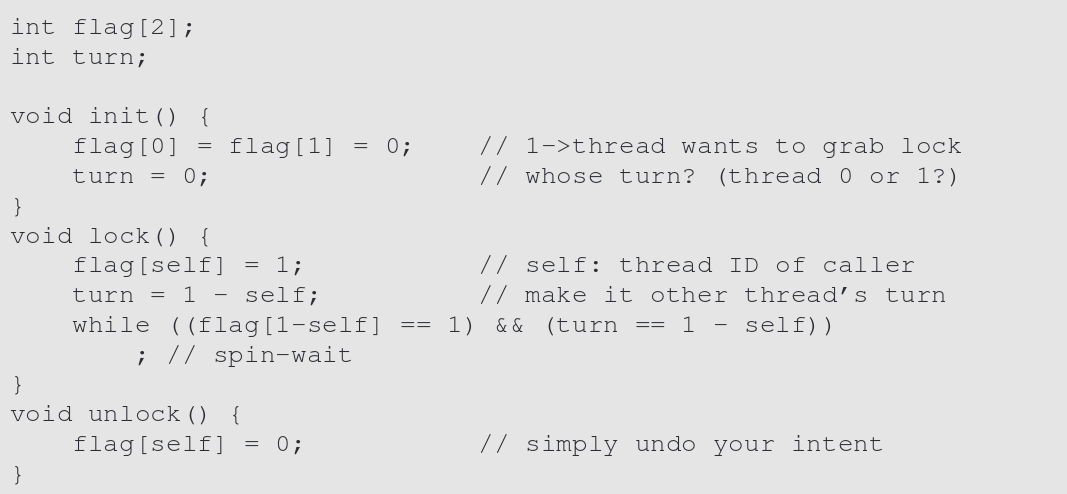 int flag[2];
int turn;

void init() {
    flag[0] = flag[1] = 0;    // 1->thread wants to grab lock
    turn = 0;                 // whose turn? (thread 0 or 1?)
}
void lock() {
    flag[self] = 1;           // self: thread ID of caller
    turn = 1 - self;          // make it other thread’s turn
    while ((flag[1-self] == 1) && (turn == 1 - self))
        ; // spin-wait
}
void unlock() {
    flag[self] = 0;           // simply undo your intent
}